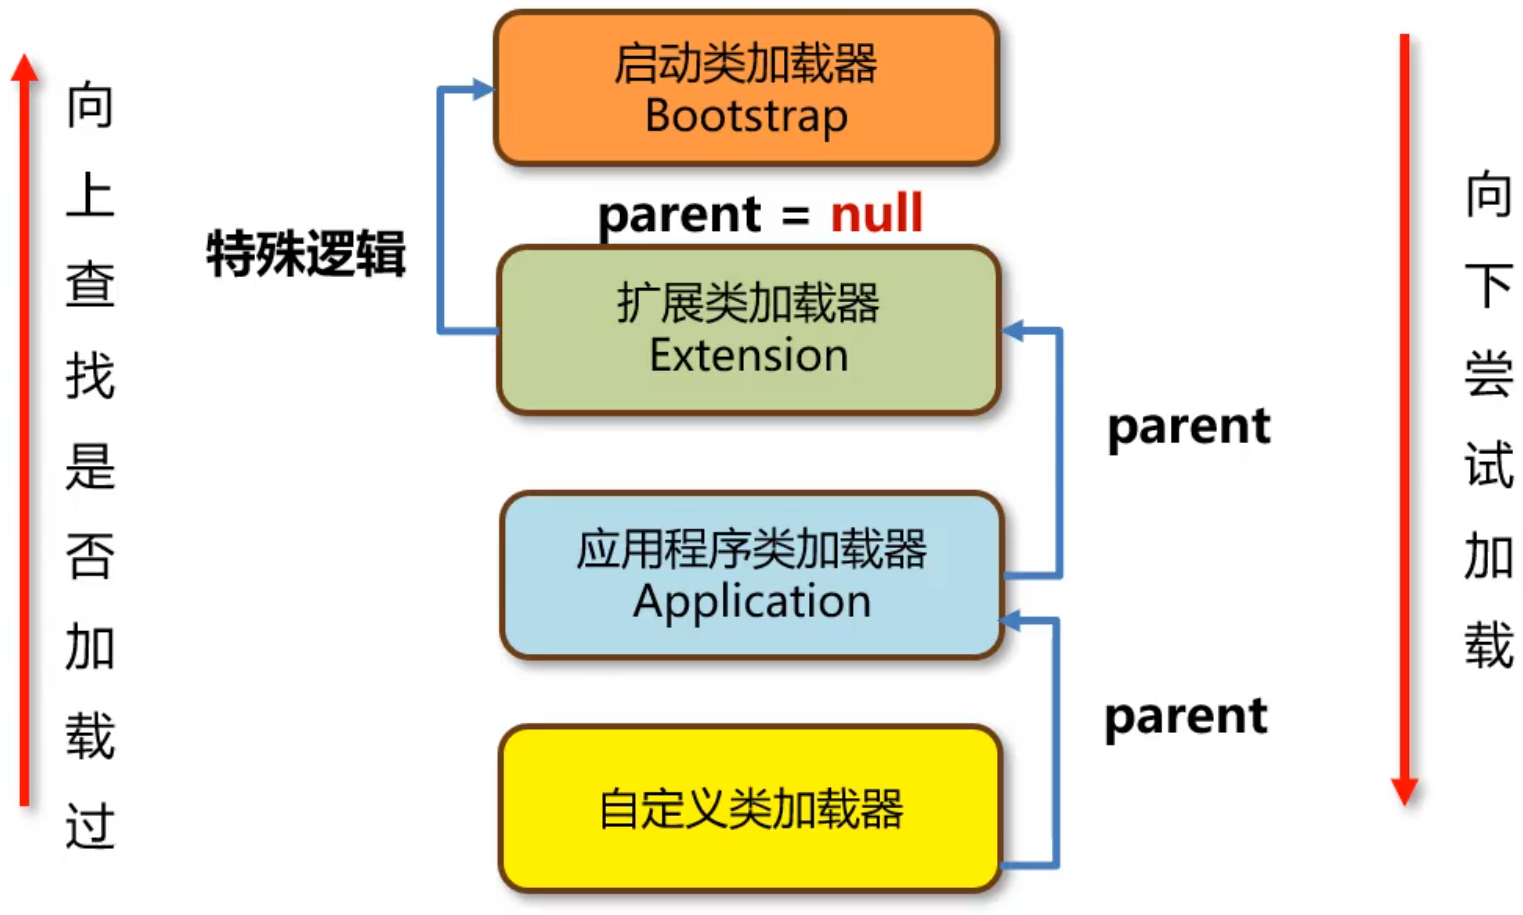 启动类加载器
Bootstrap
parent = null
特殊逻辑
扩展类加载器
Extension
parent
应用程序类加载器
Application
parent
自定义类加载器
向上查找是否加载过
向下尝试加载